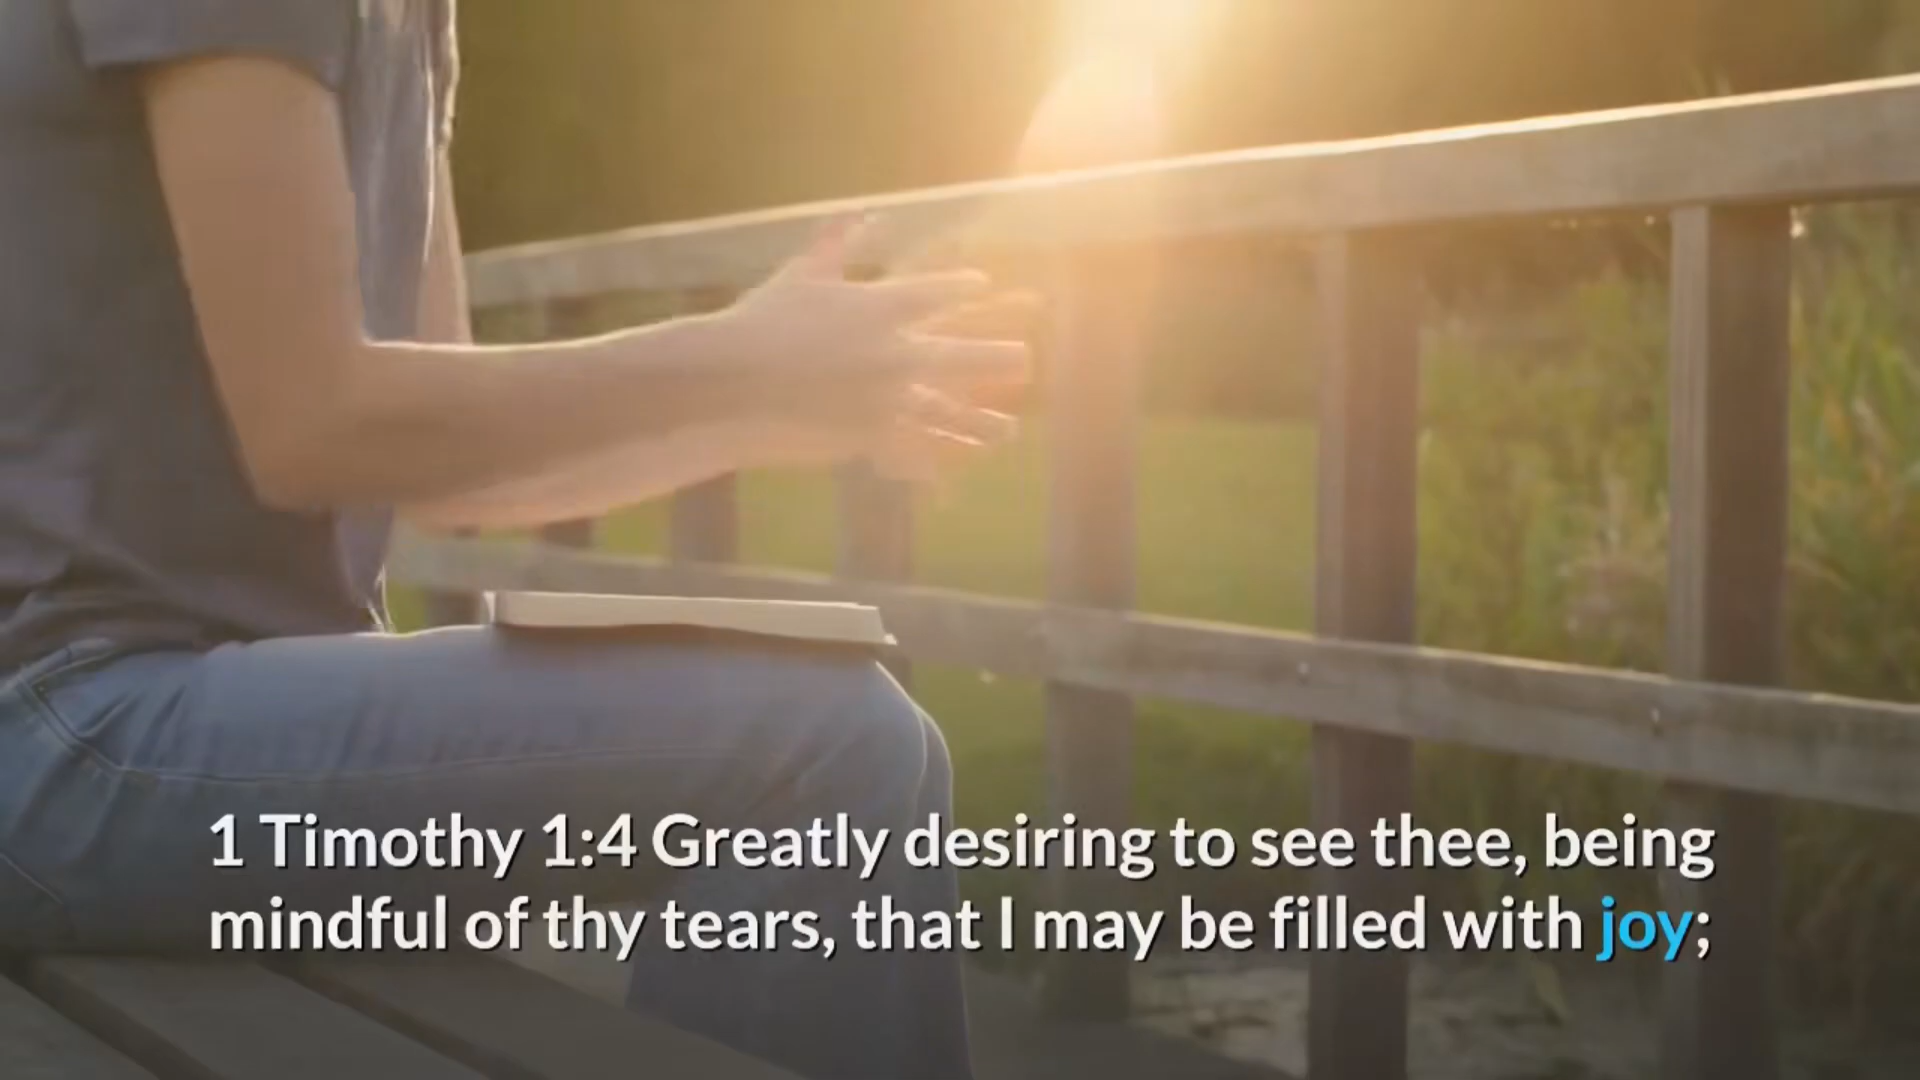 1 Timothy 1:4 Greatly desiring to see thee, being
mindful of thy tears, that I may be filled with joy;